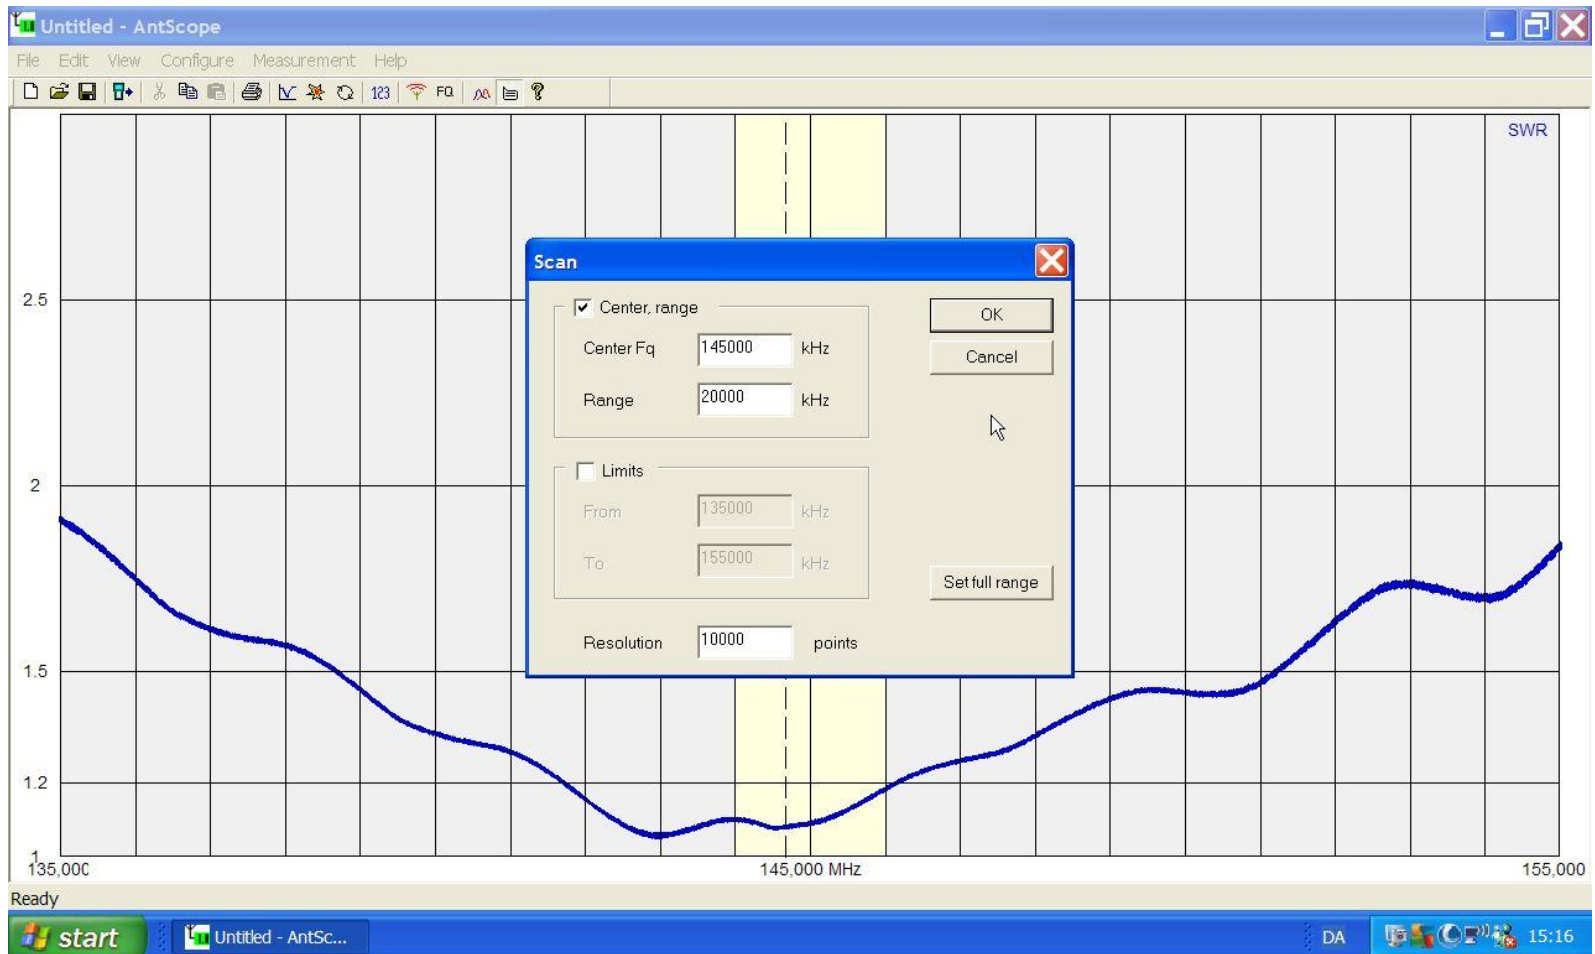 Untitled - AntScope
File Edit View Configure Measurement Help
123 FQ
SWR
2.5
2
1.5
1.2
1
135,000 145,000 MHz 155,000
Scan
Center, range
Center Fq 145000 kHz
Range 20000 kHz
OK
Cancel
Limits
From 135000 kHz
To 155000 kHz
Set full range
Resolution 10000 points
Ready
start Untitled - AntSc... DA 15:16